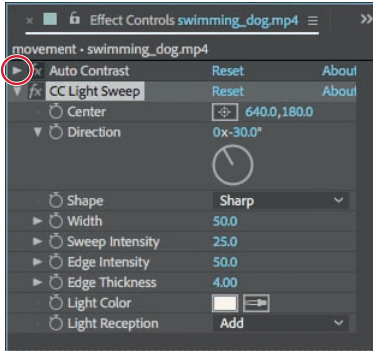 × Effect Controls swimming_dog.mp4 ≡ »
movement • swimming_dog.mp4
fx Auto Contrast Reset About
fx CC Light Sweep Reset About
Center 640.0,180.0
Direction 0x-30.0°
Shape Sharp
Width 50.0
Sweep Intensity 25.0
Edge Intensity 50.0
Edge Thickness 4.00
Light Color
Light Reception Add